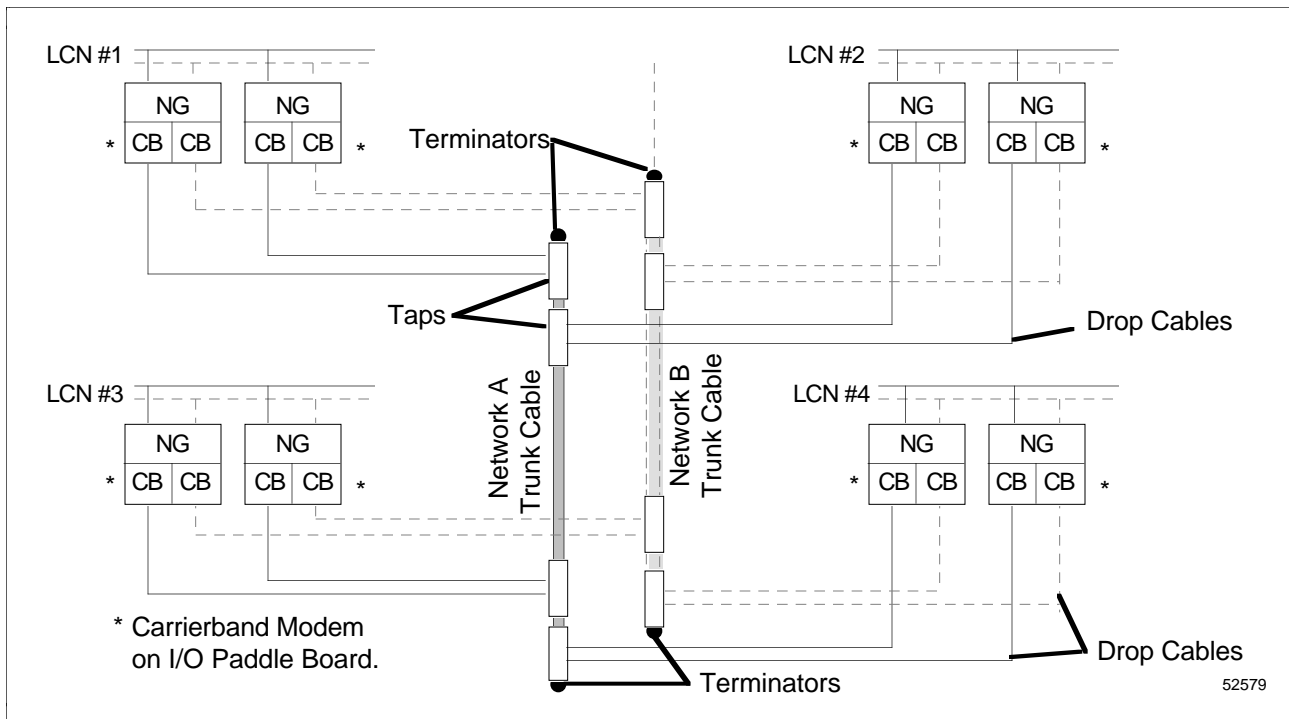 LCN #1
LCN #2
NG
NG
NG
NG
* CB CB
CB CB *
* CB CB
CB CB *
Terminators
Taps
Drop Cables
Network A
Trunk Cable
Network B
Trunk Cable
LCN #3
LCN #4
NG
NG
NG
NG
* CB CB
CB CB *
* CB CB
CB CB *
* Carrierband Modem
on I/O Paddle Board.
Drop Cables
Terminators
52579